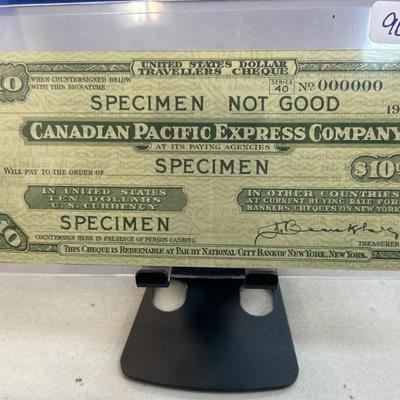 90
UNITED STATES DOLLAR
TRAVELLERS CHEQUE
10
WHEN COUNTERSIGNED BELOW
WITH THIS SIGNATURE
SERIES
40
Nº 000000
SPECIMEN NOT GOOD
19
CANADIAN PACIFIC EXPRESS COMPANY
AT ITS PAYING AGENCIES
WILL PAY TO THE ORDER OF
SPECIMEN
$10
IN UNITED STATES
TEN DOLLARS
U.S. CURRENCY
IN OTHER COUNTRIES
AT CURRENT BUYING RATE FOR
BANKERS CHEQUES ON NEW YORK
SPECIMEN
COUNTERSIGN HERE IN PRESENCE OF PERSON CASHING
TREASURER
THIS CHEQUE IS REDEEMABLE AT PAR BY NATIONAL CITY BANK OF NEW YORK, NEW YORK.